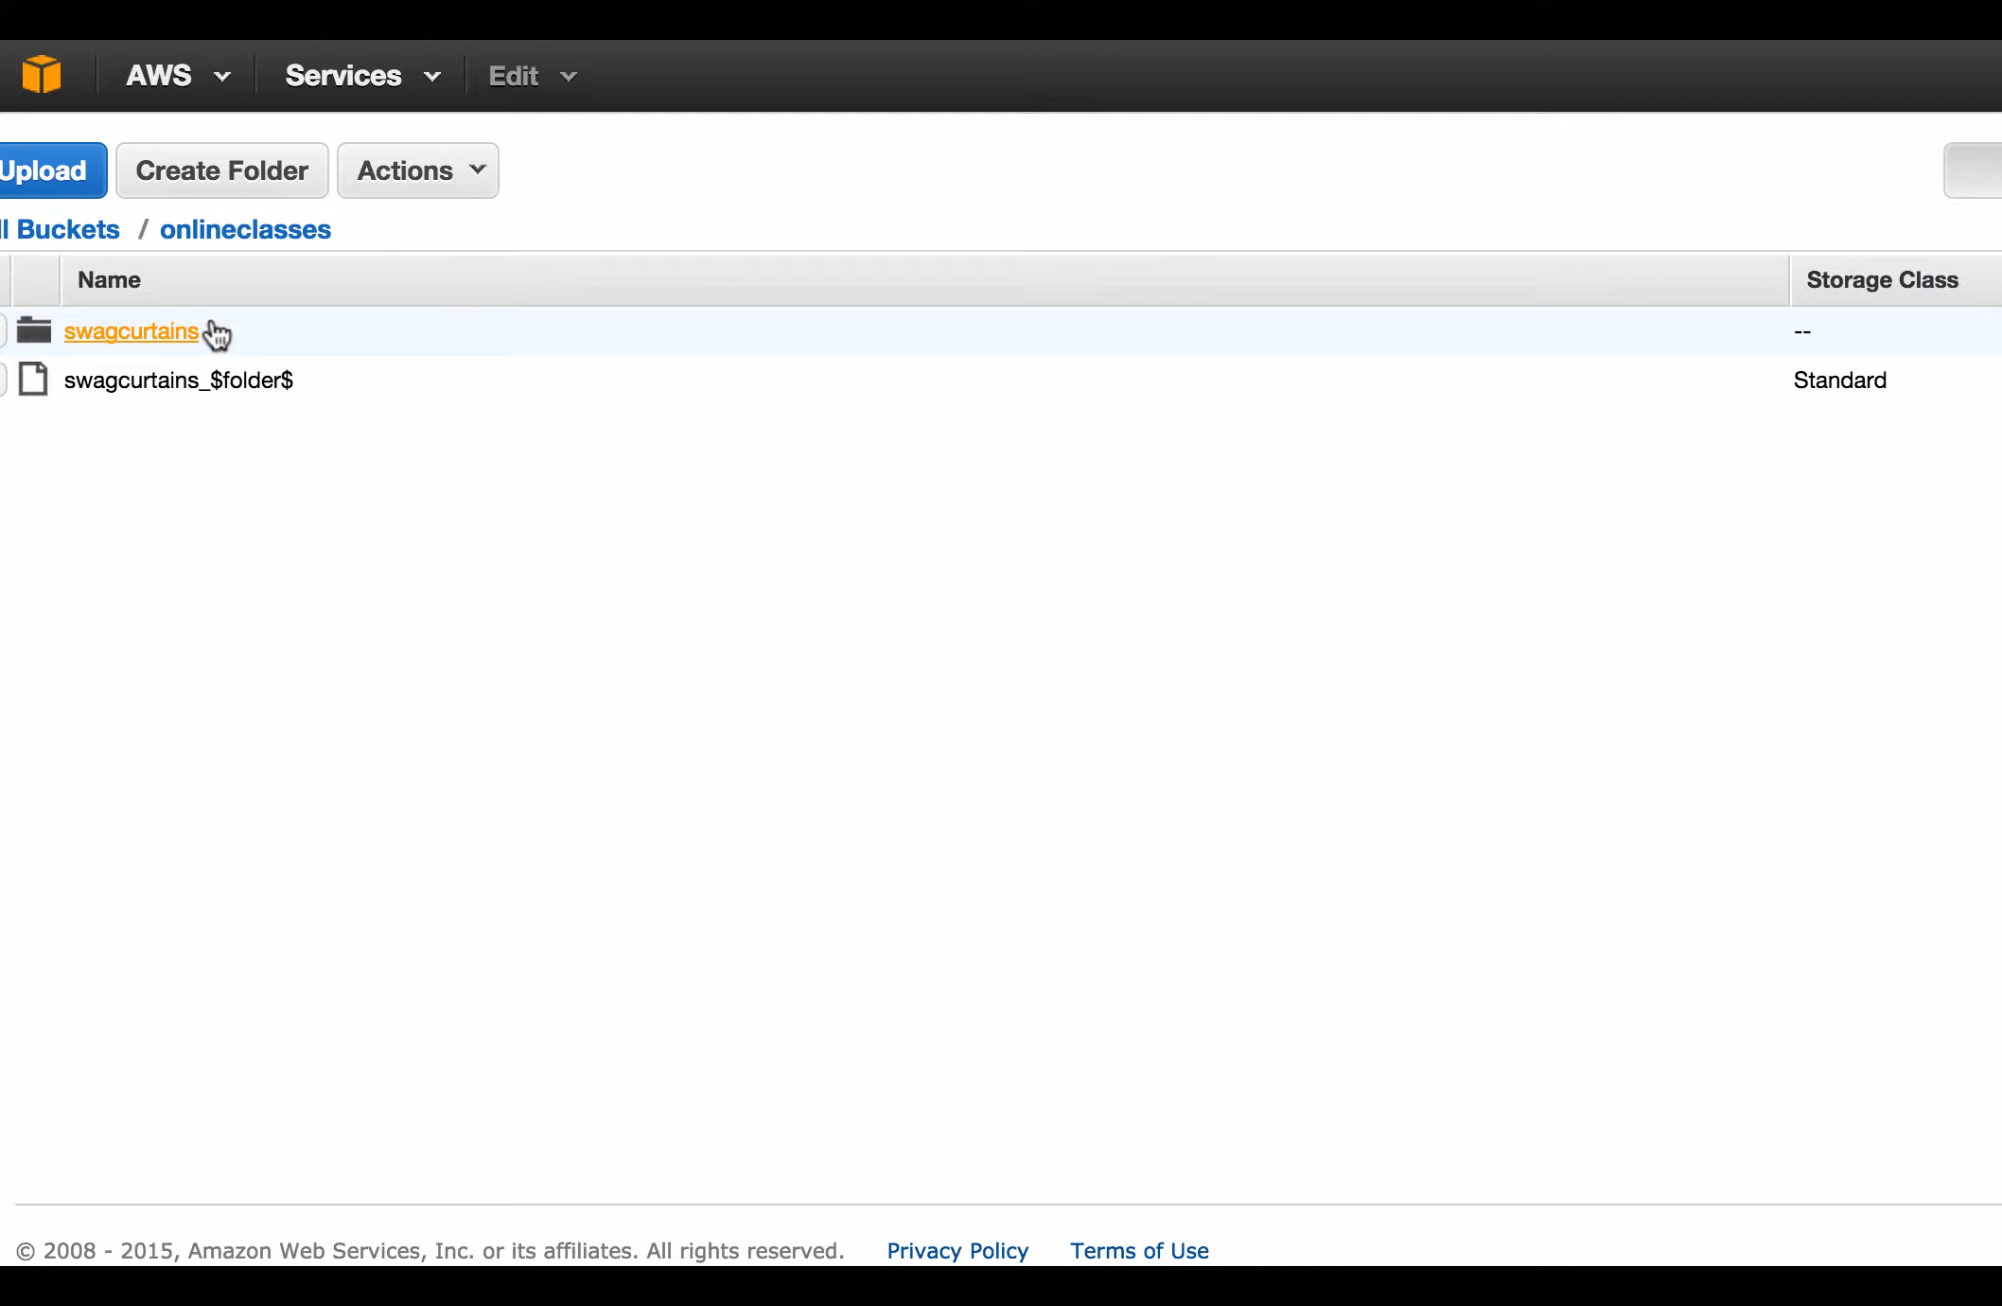 AWS Services Edit
Upload Create Folder Actions
ll Buckets / onlineclasses
Name Storage Class
swagcurtains --
swagcurtains_$folder$ Standard
© 2008 - 2015, Amazon Web Services, Inc. or its affiliates. All rights reserved. Privacy Policy Terms of Use